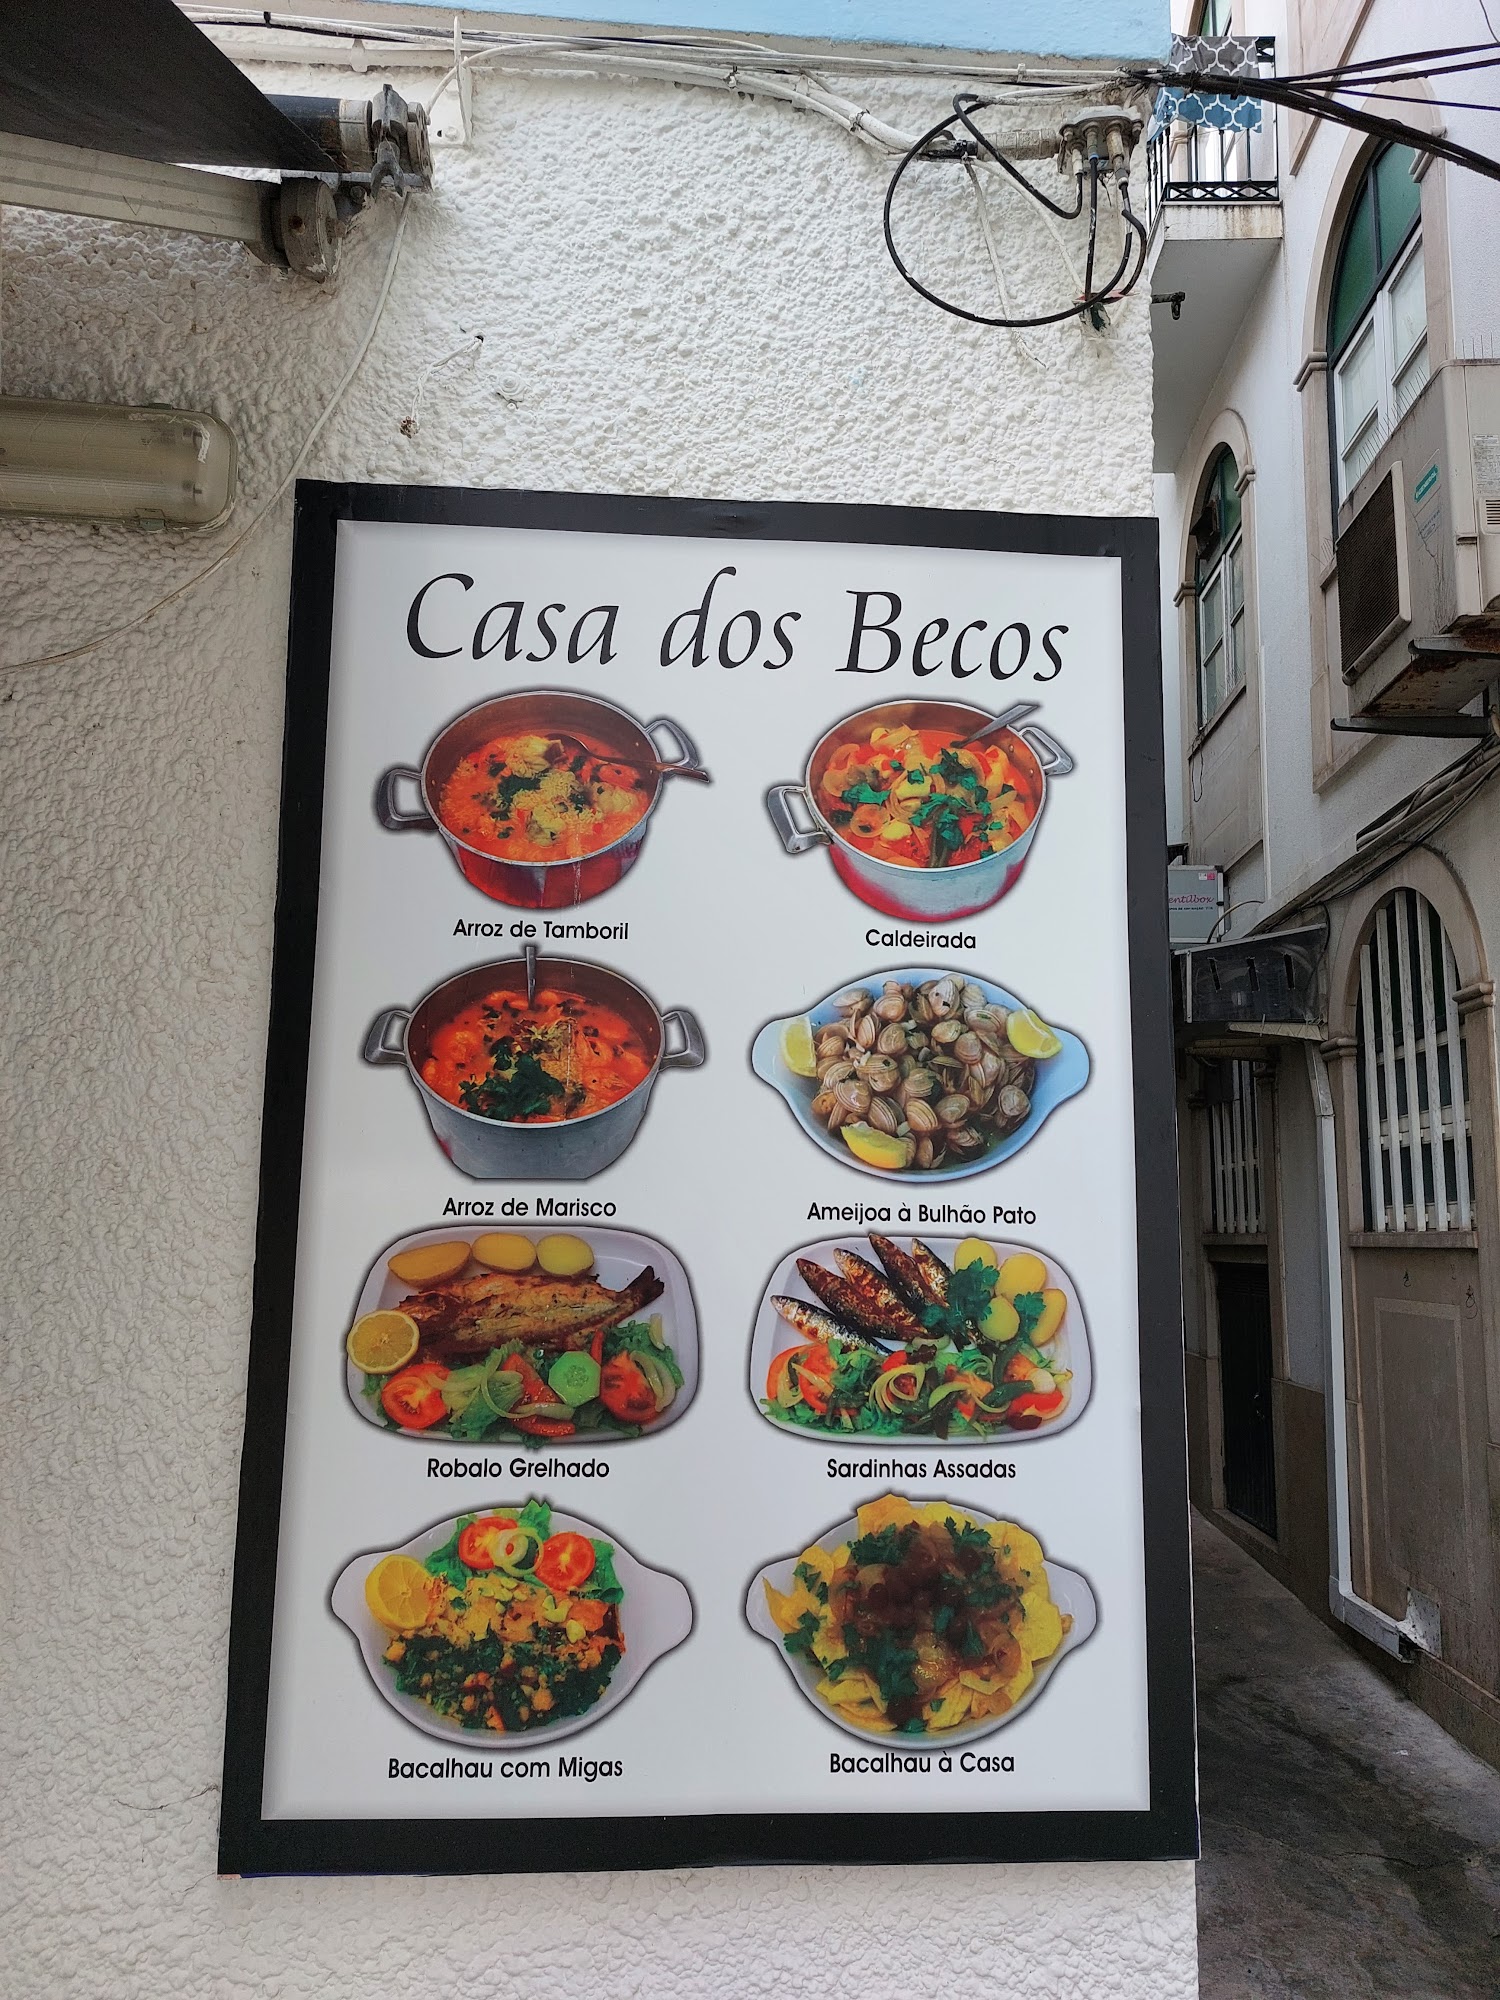 Casa dos Becos
Arroz de Tamboril
Caldeirada
Arroz de Marisco
Ameijoa à Bulhão Pato
Robalo Grelhado
Sardinhas Assadas
Bacalhau com Migas
Bacalhau à Casa
entilbox